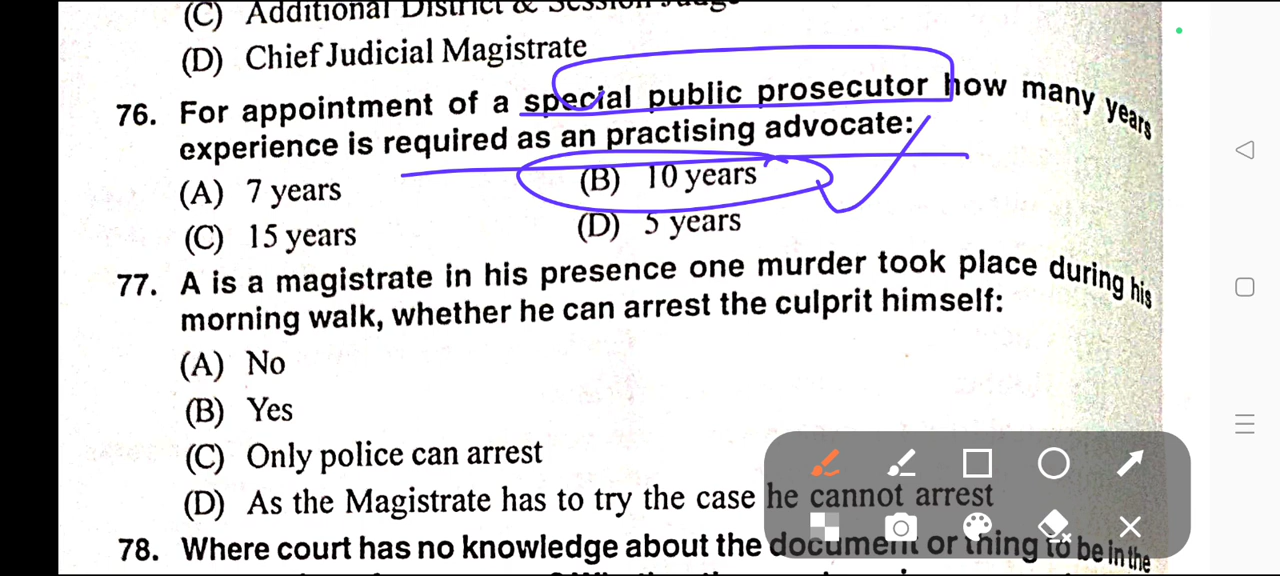 (C) Additional District & Session Judge
(D) Chief Judicial Magistrate
76. For appointment of a special public prosecutor how many years
experience is required as an practising advocate:
(A) 7 years (B) 10 years
(C) 15 years (D) 5 years
77. A is a magistrate in his presence one murder took place during his
morning walk, whether he can arrest the culprit himself:
(A) No
(B) Yes
(C) Only police can arrest
(D) As the Magistrate has to try the case he cannot arrest
78. Where court has no knowledge about the document or thing to be in the